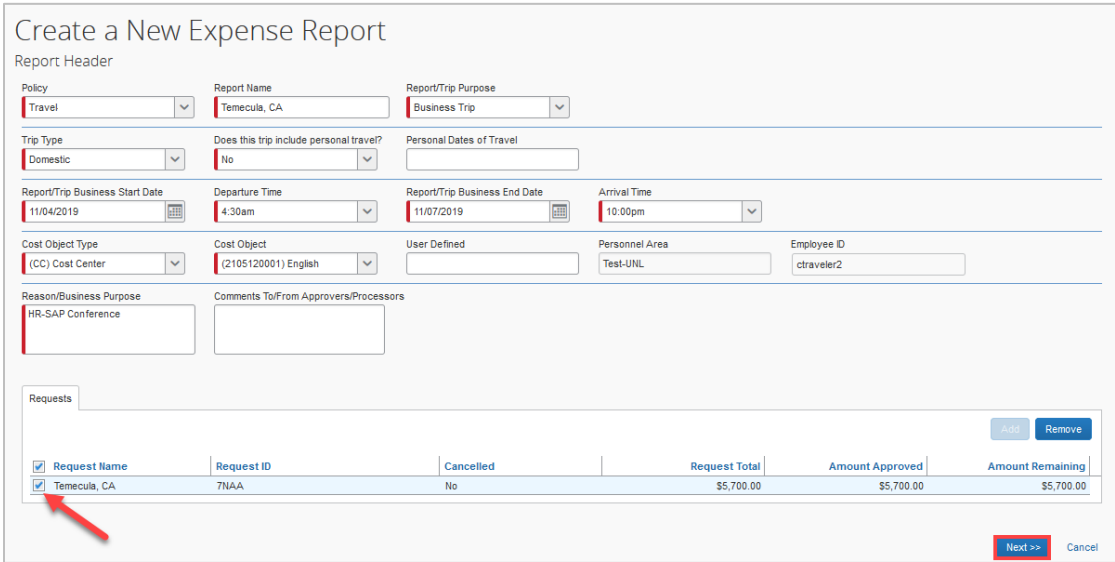 Create a New Expense Report
Report Header
Policy Report Name Report/Trip Purpose
Travel Temecula, CA Business Trip
Trip Type Does this trip include personal travel? Personal Dates of Travel
Domestic No
Report/Trip Business Start Date Departure Time Report/Trip Business End Date Arrival Time
11/04/2019 4:30am 11/07/2019 10:00pm
Cost Object Type Cost Object User Defined Personnel Area Employee ID
(CC) Cost Center (2105120001) English Test-UNL ctraveler2
Reason/Business Purpose Comments To/From Approvers/Processors
HR-SAP Conference
Requests
Add Remove
Request Name Request ID Cancelled Request Total Amount Approved Amount Remaining
Temecula, CA 7NAA No $5,700.00 $5,700.00 $5,700.00
Next >> Cancel